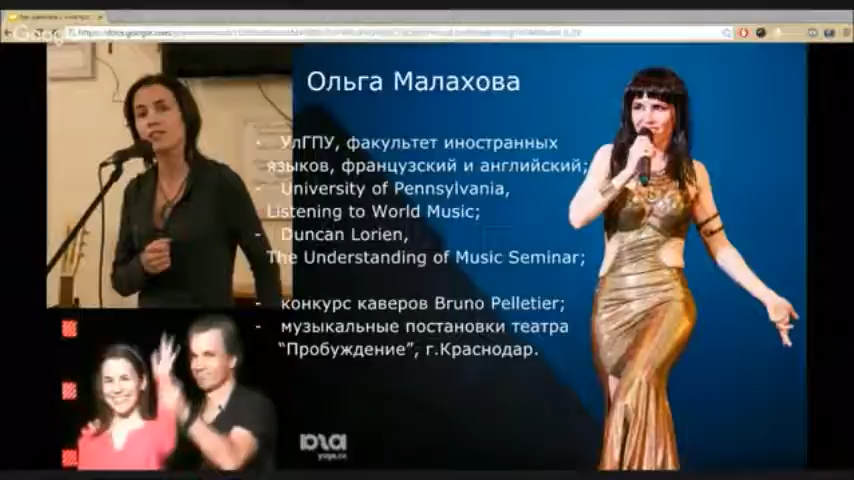 Ольга Малахова
- УлГПУ, факультет иностранных
языков, французский и английский;
- University of Pennsylvania,
Listening to World Music;
- Duncan Lorien,
The Understanding of Music Seminar;
- конкурс каверов Bruno Pelletier;
- музыкальные постановки театра
“Пробуждение”, г.Краснодар.